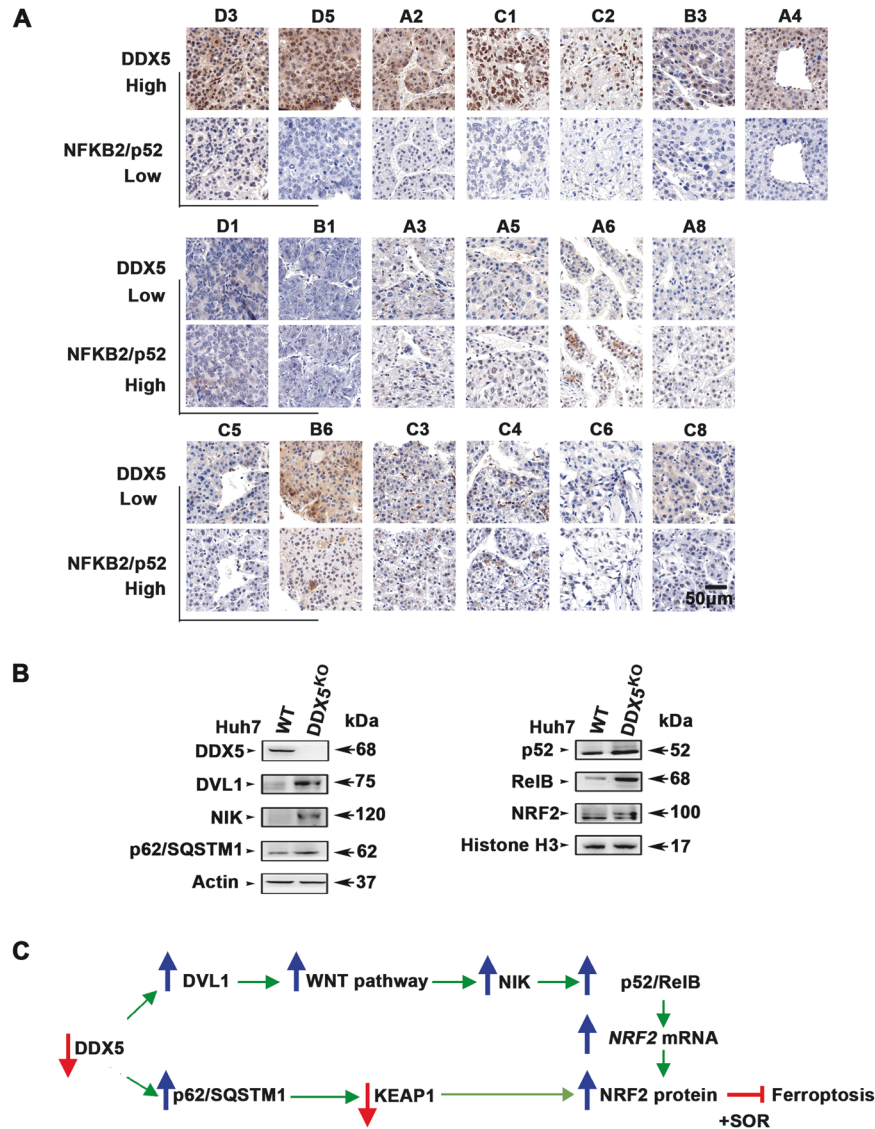 A
D3 D5 A2 C1 C2 B3 A4
DDX5
High
NFKB2/p52
Low
D1 B1 A3 A5 A6 A8
DDX5
Low
NFKB2/p52
High
C5 B6 C3 C4 C6 C8
DDX5
Low
NFKB2/p52
High
50μm
B
Huh7 WT DDX5KO kDa
DDX5 68
DVL1 75
NIK 120
p62/SQSTM1 62
Actin 37
Huh7 WT DDX5KO kDa
p52 52
RelB 68
NRF2 100
Histone H3 17
C
DVL1 WNT pathway NIK p52/RelB
NRF2 mRNA
DDX5
p62/SQSTM1 KEAP1 NRF2 protein Ferroptosis
+SOR